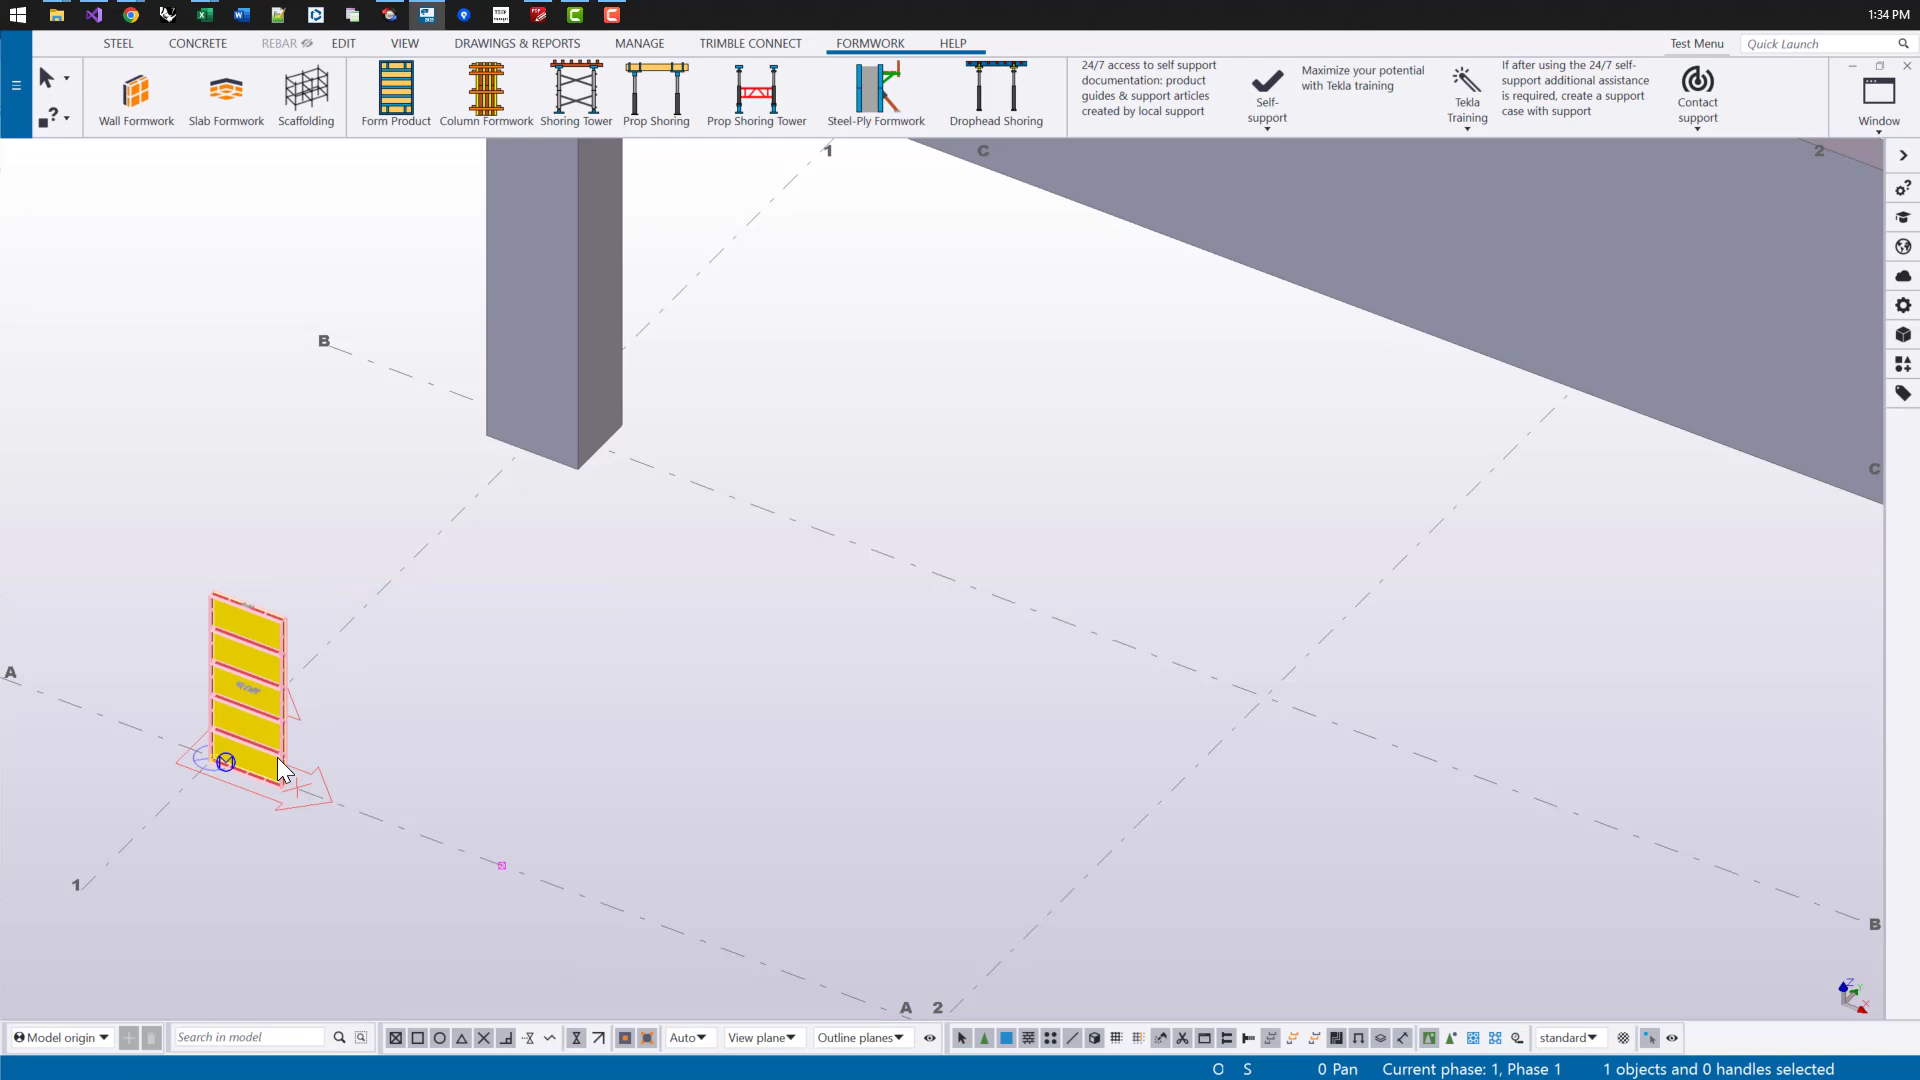 1:34 PM
STEEL
CONCRETE
REBAR
EDIT
VIEW
DRAWINGS & REPORTS
MANAGE
TRIMBLE CONNECT
FORMWORK
HELP
Test Menu
Quick Launch
Wall Formwork
Slab Formwork
Scaffolding
Form Product
Column Formwork
Shoring Tower
Prop Shoring
Prop Shoring Tower
Steel-Ply Formwork
Drophead Shoring
24/7 access to self support
documentation: product
guides & support articles
created by local support
Self-
support
Maximize your potential
with Tekla training
Tekla
Training
If after using the 24/7 self-
support additional assistance
is required, create a support
case with support
Contact
support
Window
1
C
2
B
C
A
1
B
A
2
Model origin
Search in model
Auto
View plane
Outline planes
standard
O
S
0 Pan
Current phase: 1, Phase 1
1 objects and 0 handles selected